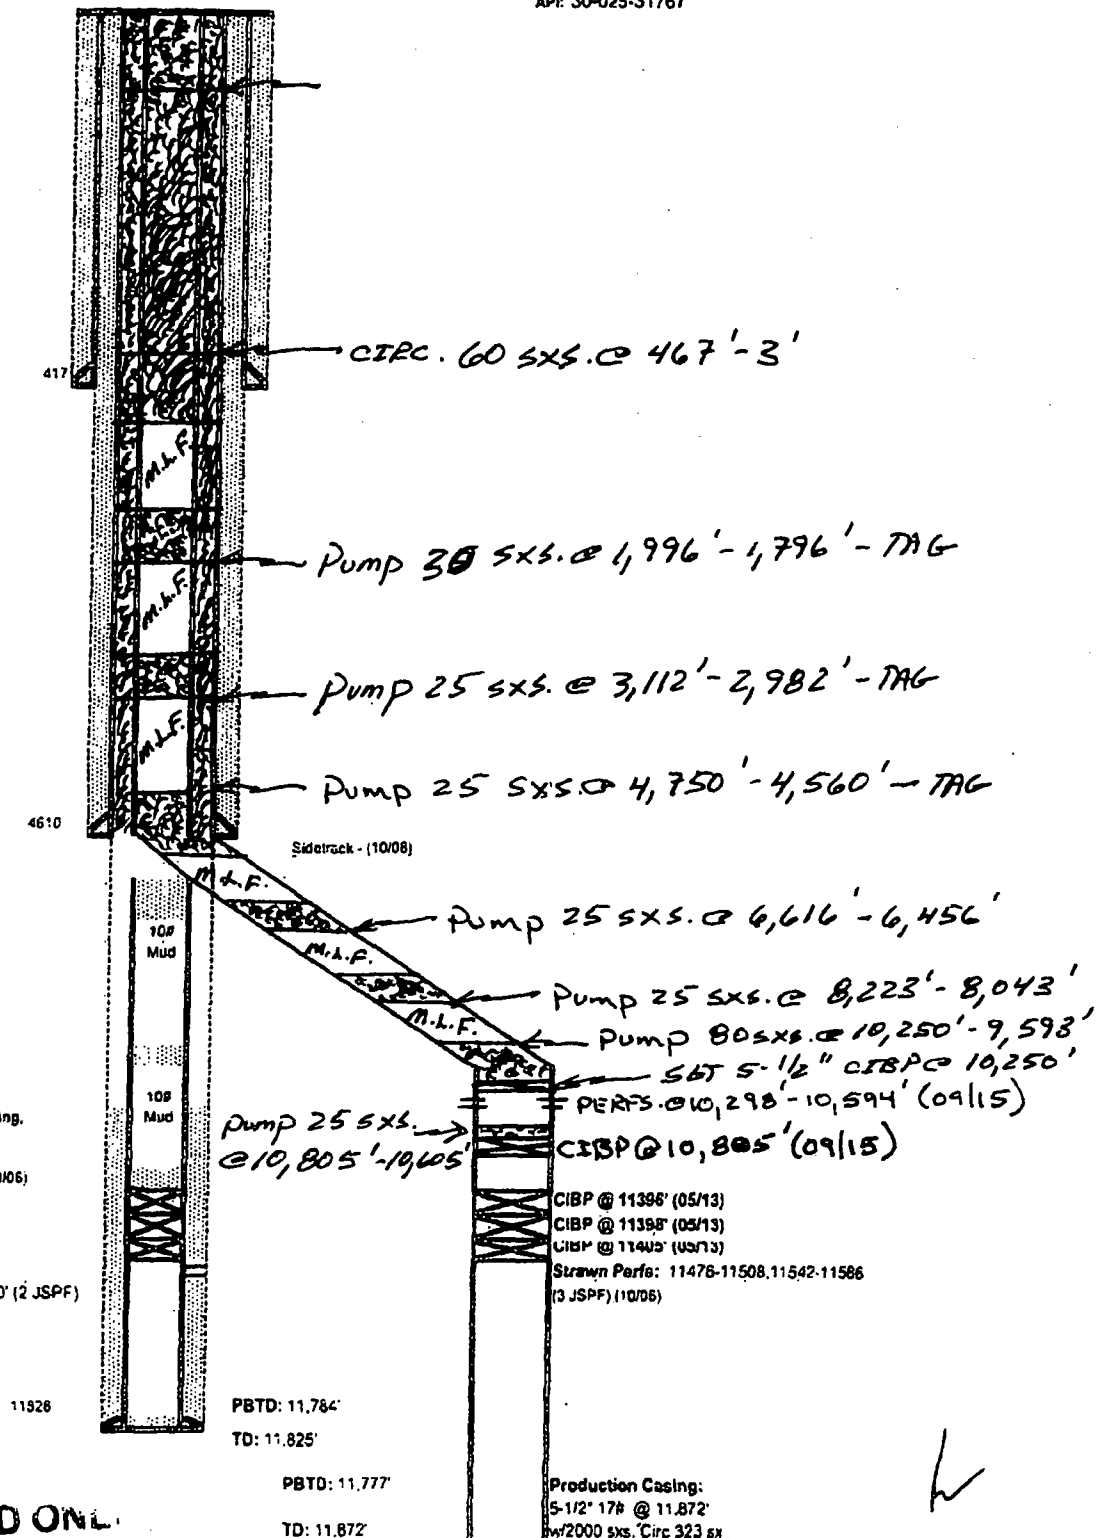 API: 30-025-31767
CIRC. 60 SXS. @ 467'-3'
417
M.L.F.
Pump 30 SXS. @ 1,996'-1,796'- TAG
M.L.F.
Pump 25 SXS. @ 3,112'-2,982'- TAG
M.L.F.
Pump 25 SXS. @ 4,750'-4,560'- TAG
4610
Sidetrack - (10/08)
M.L.F.
Pump 25 SXS. @ 6,616'-6,456'
10#
Mud
M.L.F.
Pump 25 SXS. @ 8,223'-8,043'
M.L.F.
Pump 80 SXS. @ 10,250'-9,593'
SET 5-1/2" CIBP @ 10,250'
PERFS. @ 10,298'-10,594' (09/15)
10#
Mud
Pump 25 SXS.
@ 10,805'-10,605'
CIBP @ 10,805' (09/15)
CIBP @ 11396' (05/13)
CIBP @ 11398' (05/13)
CIBP @ 11405' (05/13)
Strawn Perfs: 11476-11508,11542-11586
(3 JSPF) (10/06)
(2 JSPF)
11826
PBTD: 11,784'
TD: 11,825'
PBTD: 11,777'
TD: 11,872'
Production Casing:
5-1/2" 17# @ 11,872'
w/2000 sxs. Circ 323 sx